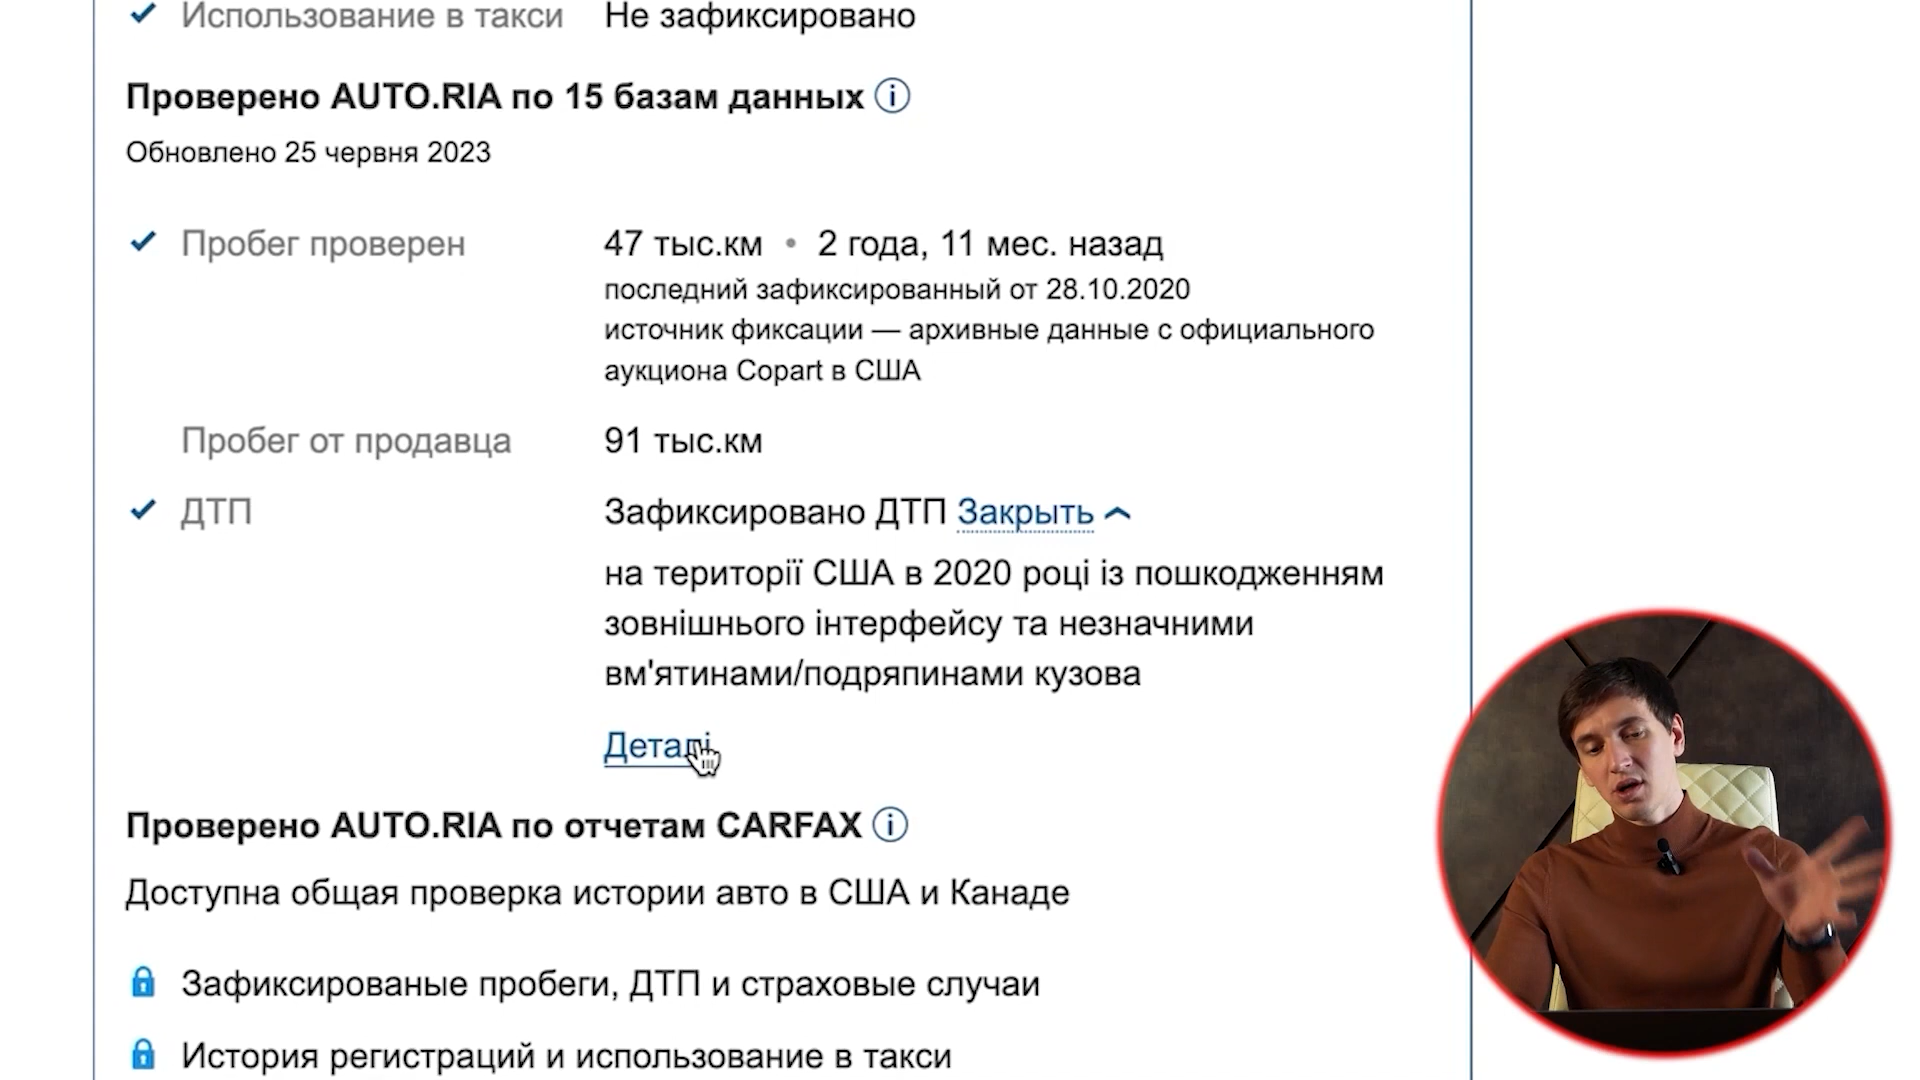 Использование в такси Не зафиксировано
Проверено AUTO.RIA по 15 базам данных
Обновлено 25 червня 2023
Пробег проверен 47 тыс.км • 2 года, 11 мес. назад
последний зафиксированный от 28.10.2020
источник фиксации — архивные данные с официального
аукциона Copart в США
Пробег от продавца 91 тыс.км
ДТП Зафиксировано ДТП Закрыть
на території США в 2020 році із пошкодженням
зовнішнього інтерфейсу та незначними
вм'ятинами/подряпинами кузова
Деталі
Проверено AUTO.RIA по отчетам CARFAX
Доступна общая проверка истории авто в США и Канаде
Зафиксированые пробеги, ДТП и страховые случаи
История регистраций и использование в такси